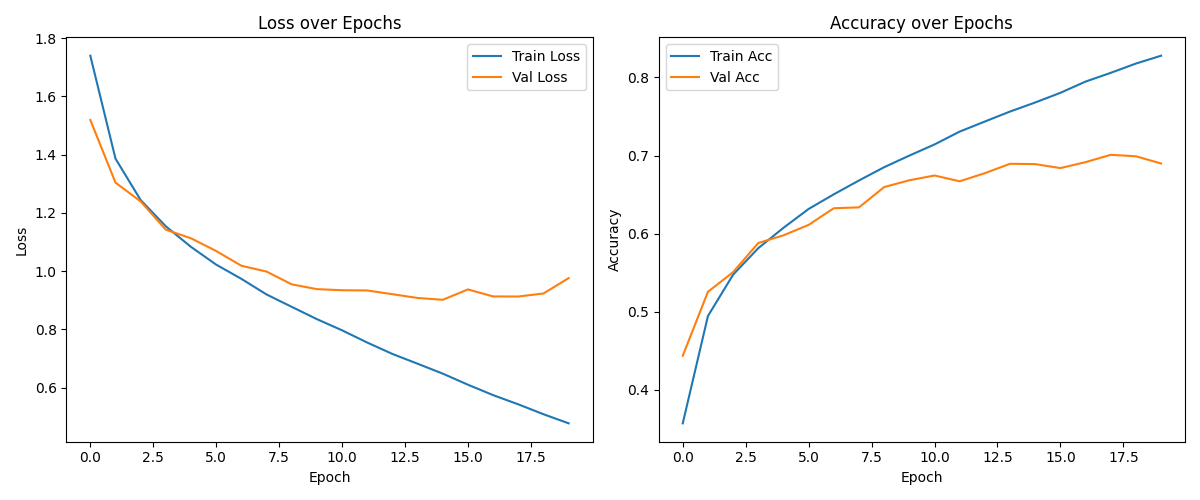 Loss over Epochs
Train Loss
Val Loss
1.8
1.6
1.4
1.2
1.0
0.8
0.6
Loss
0.0 2.5 5.0 7.5 10.0 12.5 15.0 17.5
Epoch
Accuracy over Epochs
Train Acc
Val Acc
0.8
0.7
0.6
0.5
0.4
Accuracy
0.0 2.5 5.0 7.5 10.0 12.5 15.0 17.5
Epoch